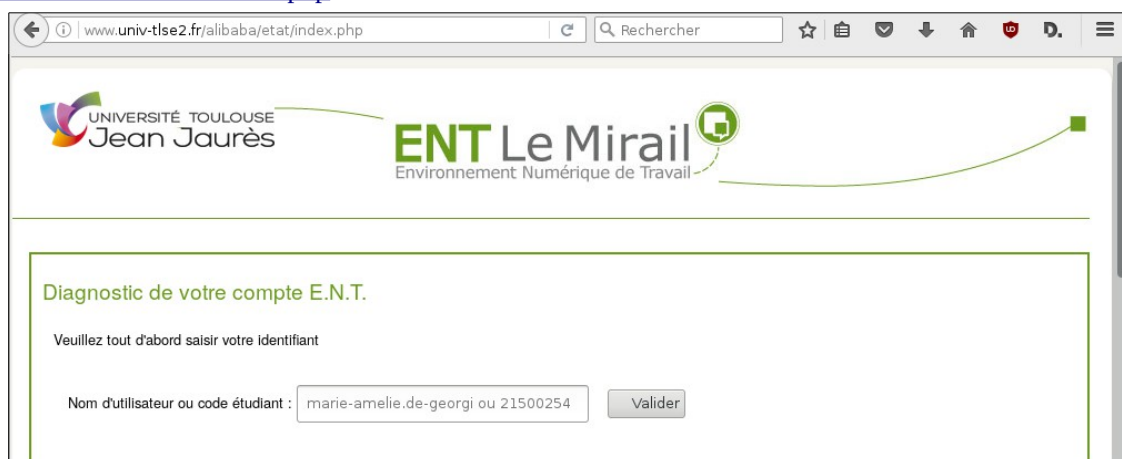 www.univ-tlse2.fr/alibaba/etat/index.php
Rechercher
D.
UNIVERSITÉ TOULOUSE
Jean Jaurès
ENT Le Mirail
Environnement Numérique de Travail
Diagnostic de votre compte E.N.T.
Veuillez tout d'abord saisir votre identifiant
Nom d'utilisateur ou code étudiant : marie-amelie.de-georgi ou 21500254 Valider